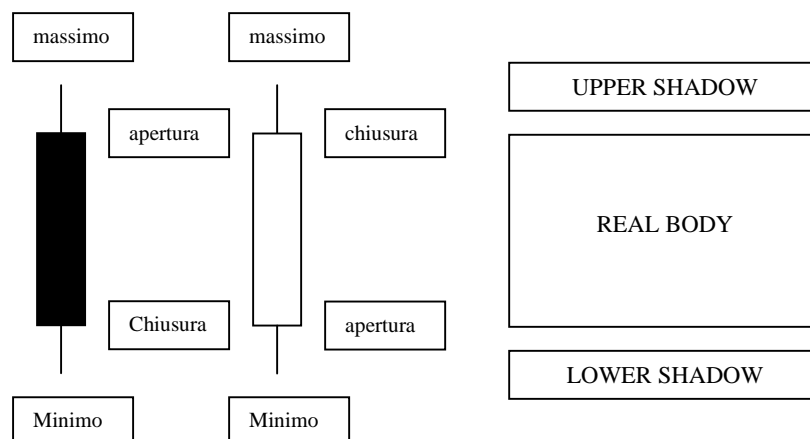 massimo
massimo
UPPER SHADOW
apertura
chiusura
REAL BODY
Chiusura
apertura
LOWER SHADOW
Minimo
Minimo